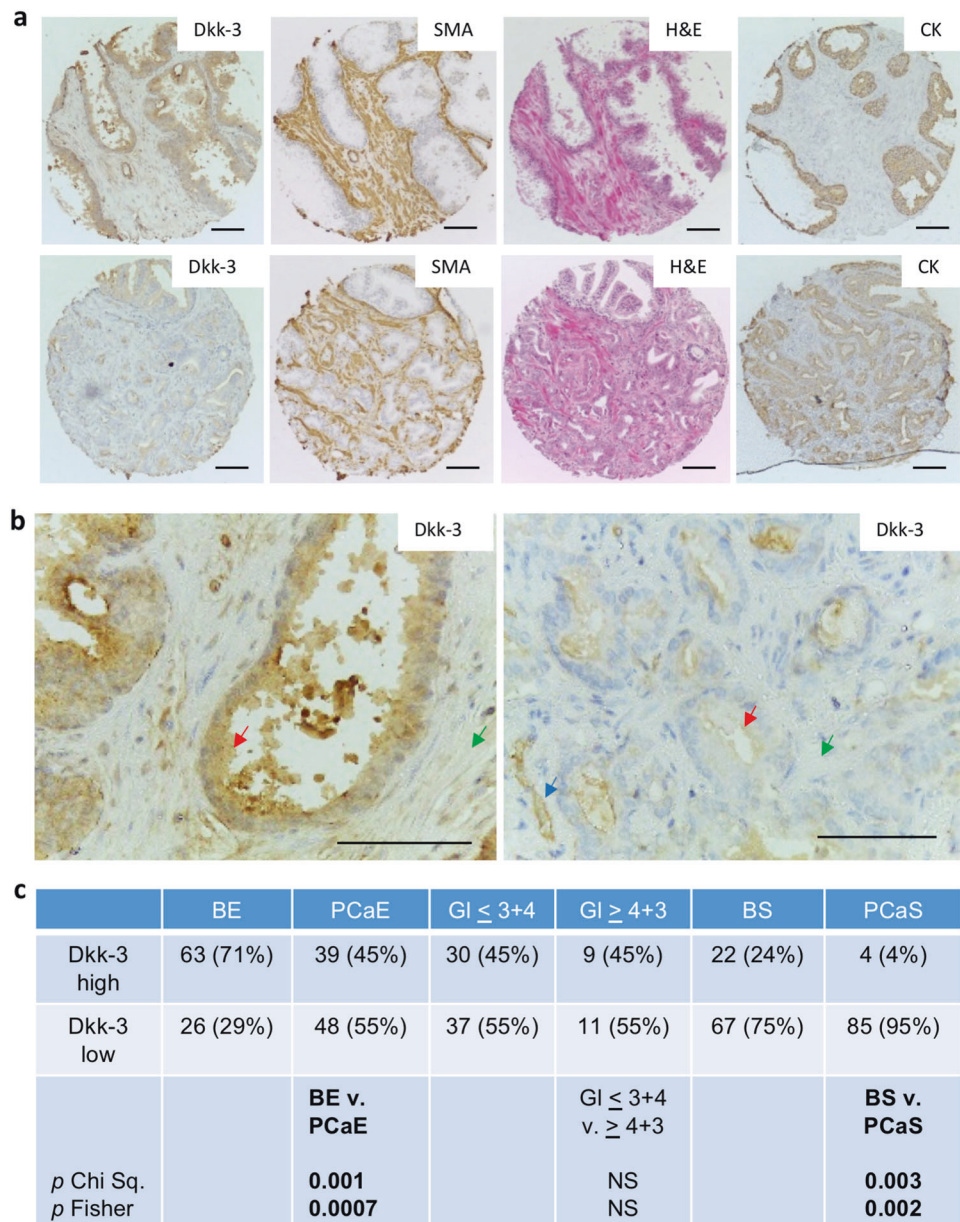 a
Dkk-3 SMA H&E CK
Dkk-3 SMA H&E CK
b
Dkk-3 Dkk-3
c
BE PCaE Gl ≤ 3+4 Gl ≥ 4+3 BS PCaS
Dkk-3 high 63 (71%) 39 (45%) 30 (45%) 9 (45%) 22 (24%) 4 (4%)
Dkk-3 low 26 (29%) 48 (55%) 37 (55%) 11 (55%) 67 (75%) 85 (95%)
BE v. Gl ≤ 3+4 BS v.
PCaE v. ≥ 4+3 PCaS
p Chi Sq. 0.001 NS 0.003
p Fisher 0.0007 NS 0.002